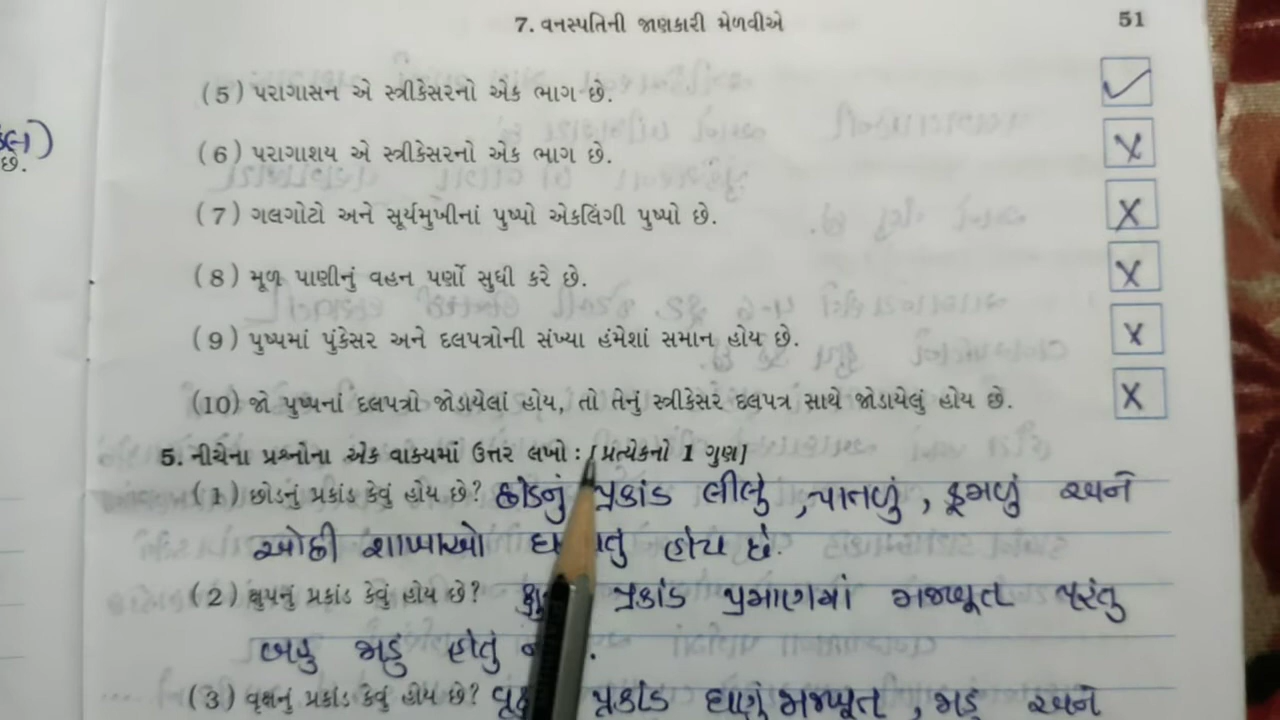 7. વનસ્પતિની જાણકારી મેળવીએ 51
(5) પરાગાસન એ સ્ત્રીકેસરનો એક ભાગ છે. ✓
(6) પરાગાશય એ સ્ત્રીકેસરનો એક ભાગ છે. X
(7) ગલગોટો અને સૂર્યમુખીનાં પુષ્પો એકલિંગી પુષ્પો છે. X
(8) મૂળ પાણીનું વહન પર્ણો સુધી કરે છે. X
(9) પુષ્પમાં પુંકેસર અને દલપત્રોની સંખ્યા હંમેશાં સમાન હોય છે. X
(10) જો પુષ્પનાં દલપત્રો જોડાયેલાં હોય, તો તેનું સ્ત્રીકેસર દલપત્ર સાથે જોડાયેલું હોય છે. X
5. નીચેના પ્રશ્નોના એક વાક્યમાં ઉત્તર લખો : [પ્રત્યેકનો 1 ગુણ]
(1) છોડનું પ્રકાંડ કેવું હોય છે? છોડનું પ્રકાંડ લીલું, પાતળું, કૂમળું અને
ઓછી શાખાઓ હોય છે.
(2) ક્ષુપનું પ્રકાંડ કેવું હોય છે? પ્રકાંડ પ્રમાણમાં મજબૂત પરંતુ
બહુ જાડું હોતું
(3) વૃક્ષનું પ્રકાંડ કેવું હોય છે? પ્રકાંડ ઘણું મજબૂત, જાડું અને
છે.